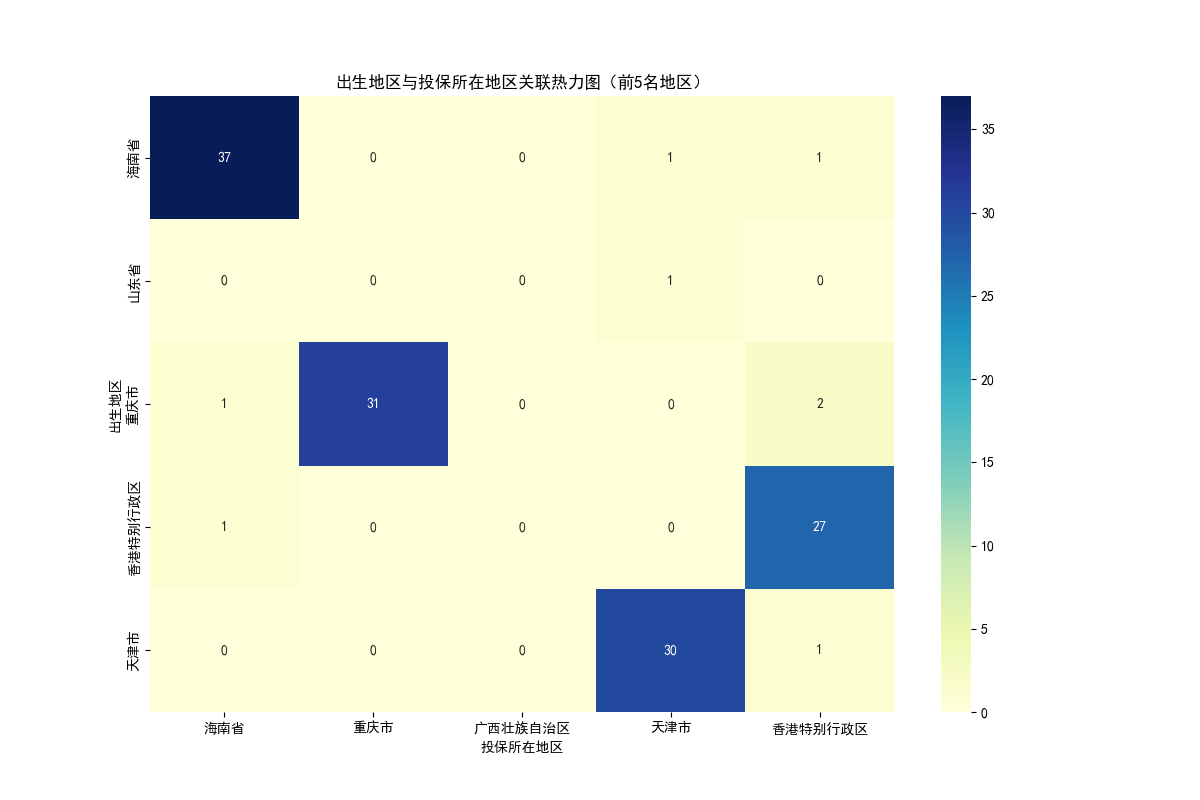 出生地区与投保所在地区关联热力图（前5名地区）
海南省
37
0
0
1
1
山东省
0
0
0
1
0
出生地区
重庆市
1
31
0
0
2
香港特别行政区
1
0
0
0
27
天津市
0
0
0
30
1
海南省
重庆市
广西壮族自治区
天津市
香港特别行政区
投保所在地区
35
30
25
20
15
10
5
0